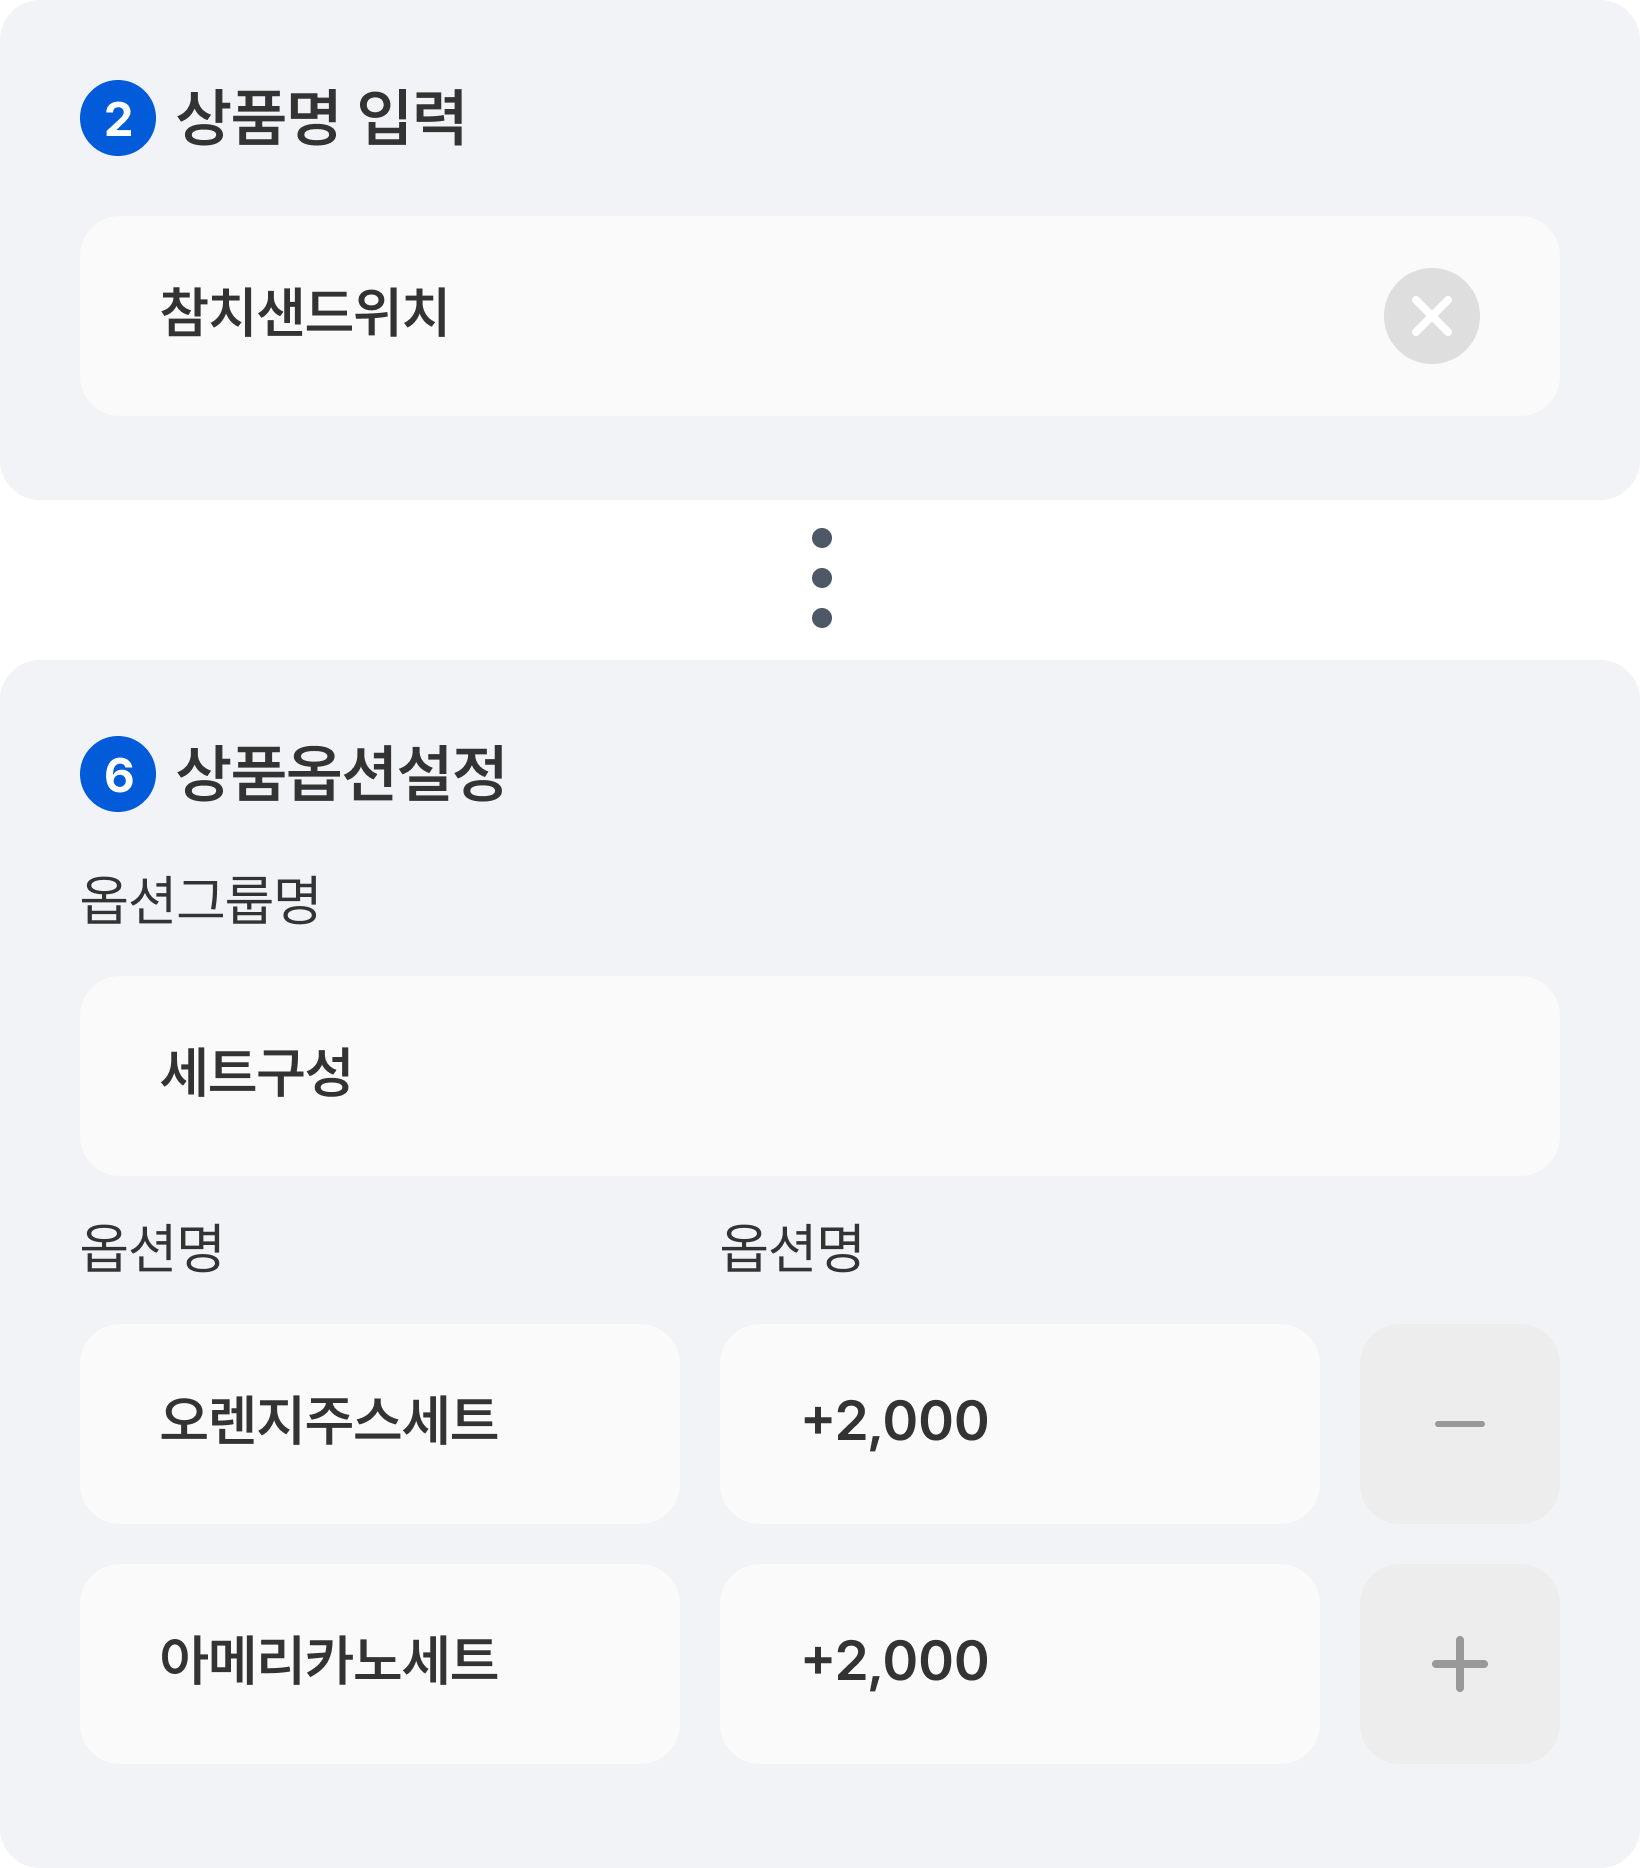 2 상품명 입력
참치샌드위치
6 상품옵션설정
옵션그룹명
세트구성
옵션명 옵션명
오렌지주스세트 +2,000
아메리카노세트 +2,000